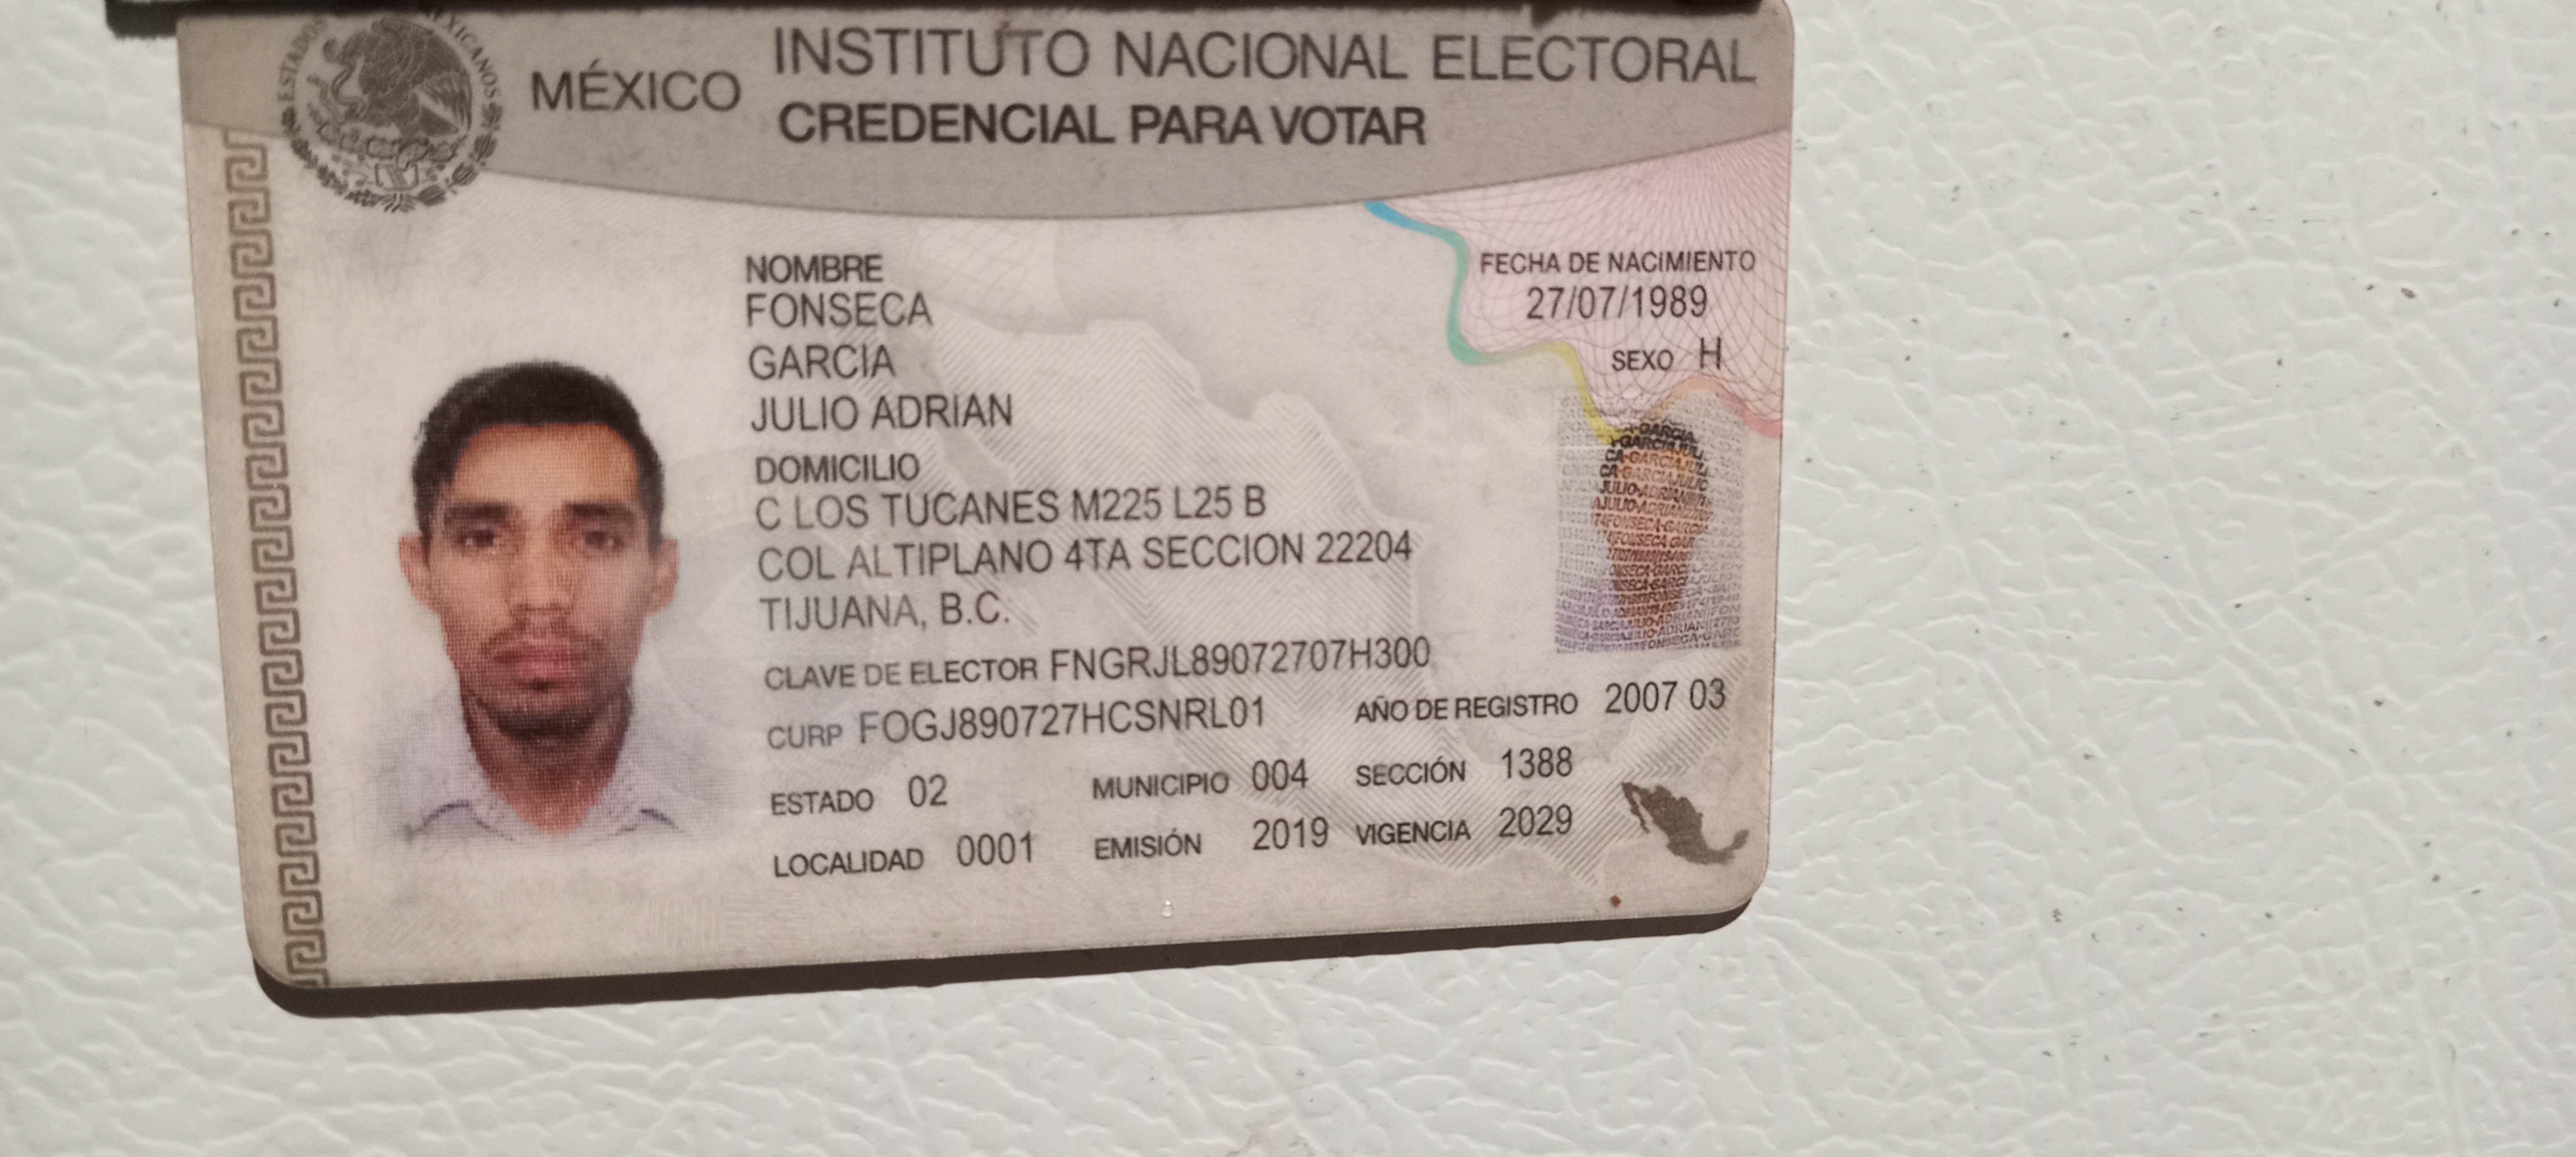 ESTADOS MEXICANOS
MÉXICO
INSTITUTO NACIONAL ELECTORAL
CREDENCIAL PARA VOTAR
NOMBRE
FONSECA
GARCIA
JULIO ADRIAN
FECHA DE NACIMIENTO
27/07/1989
SEXO H
DOMICILIO
C LOS TUCANES M225 L25 B
COL ALTIPLANO 4TA SECCION 22204
TIJUANA, B.C.
CLAVE DE ELECTOR FNGRJL89072707H300
CURP FOGJ890727HCSNRL01 AÑO DE REGISTRO 2007 03
ESTADO 02 MUNICIPIO 004 SECCIÓN 1388
LOCALIDAD 0001 EMISIÓN 2019 VIGENCIA 2029